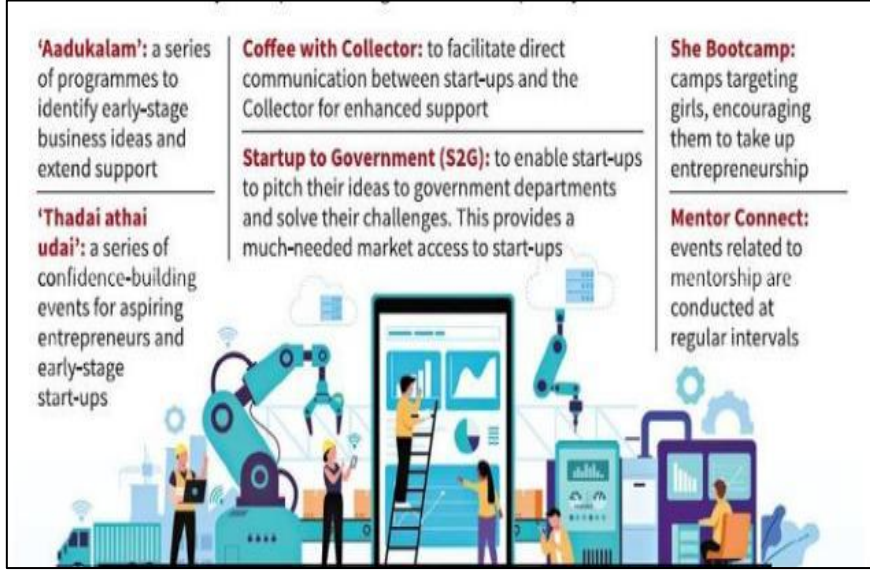 'Aadukalam': a series
of programmes to
identify early-stage
business ideas and
extend support
'Thadai athai
udai': a series of
confidence-building
events for aspiring
entrepreneurs and
early-stage
start-ups
Coffee with Collector: to facilitate direct
communication between start-ups and the
Collector for enhanced support
Startup to Government (S2G): to enable start-ups
to pitch their ideas to government departments
and solve their challenges. This provides a
much-needed market access to start-ups
She Bootcamp:
camps targeting
girls, encouraging
them to take up
entrepreneurship
Mentor Connect:
events related to
mentorship are
conducted at
regular intervals